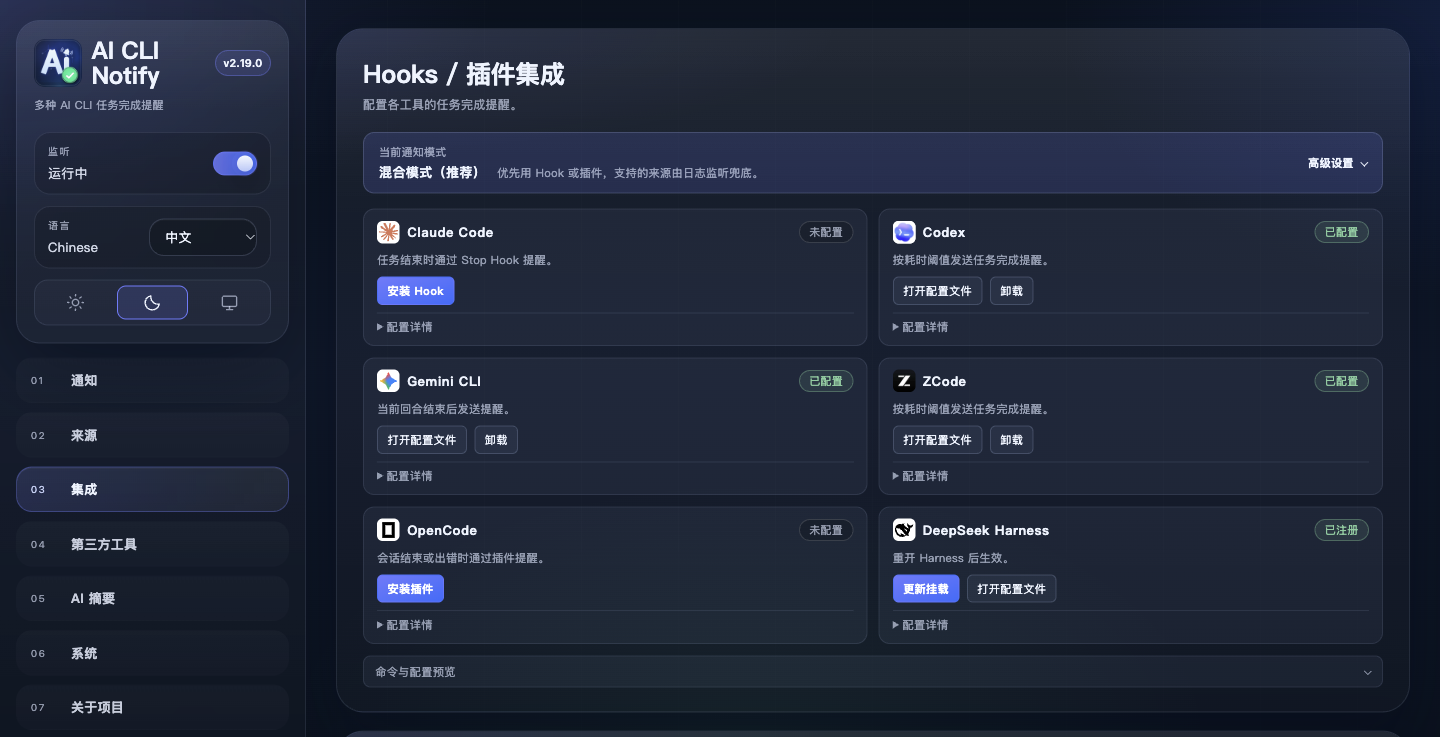 AI CLI
Notify
v2.19.0
多种 AI CLI 任务完成提醒
监听
运行中
语言
Chinese
中文
01 通知
02 来源
03 集成
04 第三方工具
05 AI 摘要
06 系统
07 关于项目
Hooks / 插件集成
配置各工具的任务完成提醒。
当前通知模式
混合模式（推荐） 优先用 Hook 或插件，支持的来源由日志监听兜底。
高级设置
Claude Code 未配置
任务结束时通过 Stop Hook 提醒。
安装 Hook
配置详情
Codex 已配置
按耗时阈值发送任务完成提醒。
打开配置文件 卸载
配置详情
Gemini CLI 已配置
当前回合结束后发送提醒。
打开配置文件 卸载
配置详情
ZCode 已配置
按耗时阈值发送任务完成提醒。
打开配置文件 卸载
配置详情
OpenCode 未配置
会话结束或出错时通过插件提醒。
安装插件
配置详情
DeepSeek Harness 已注册
重开 Harness 后生效。
更新挂载 打开配置文件
配置详情
命令与配置预览